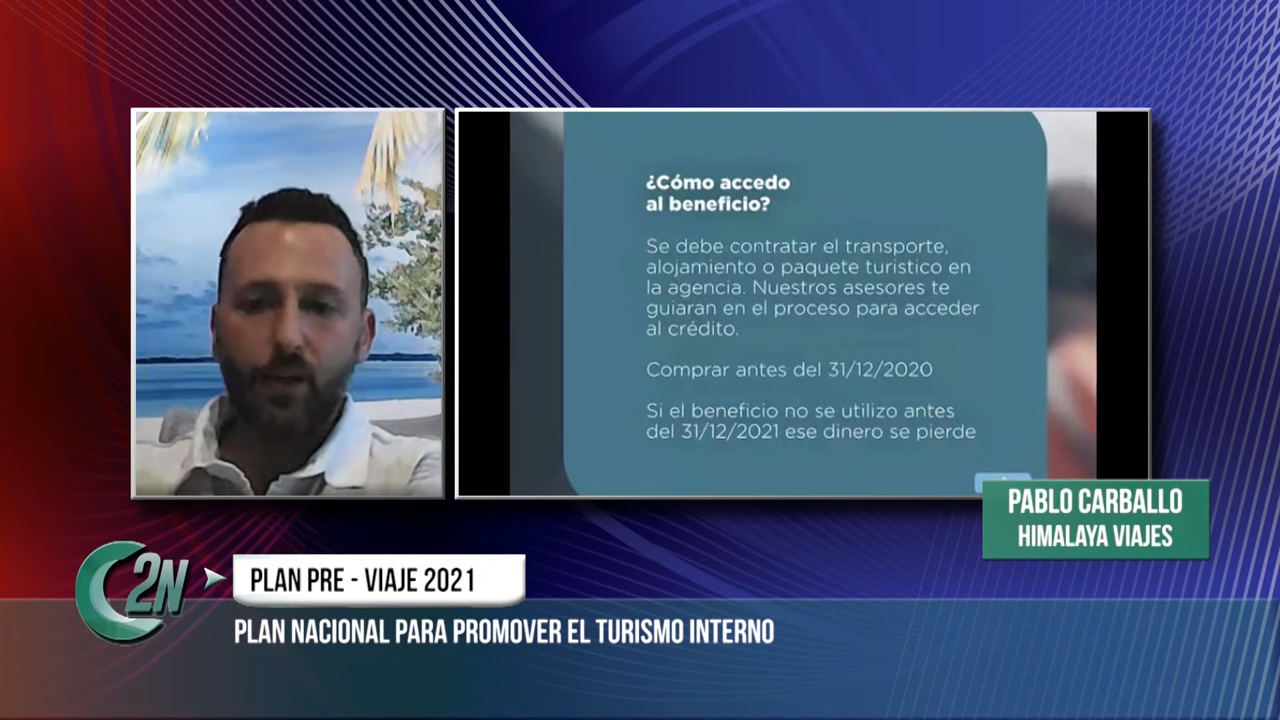 ¿Cómo accedo
al beneficio?
Se debe contratar el transporte,
alojamiento o paquete turistico en
la agencia. Nuestros asesores te
guiaran en el proceso para acceder
al crédito.
Comprar antes del 31/12/2020
Si el beneficio no se utilizo antes
del 31/12/2021 ese dinero se pierde
PABLO CARBALLO
HIMALAYA VIAJES
C2N
PLAN PRE - VIAJE 2021
PLAN NACIONAL PARA PROMOVER EL TURISMO INTERNO